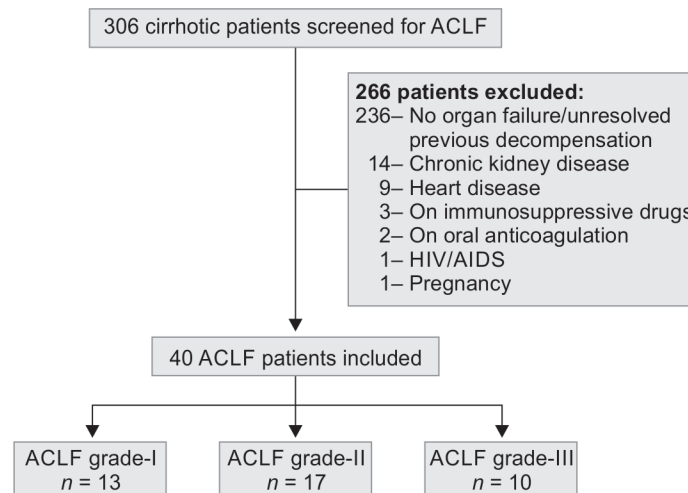 306 cirrhotic patients screened for ACLF
266 patients excluded:
236– No organ failure/unresolved
previous decompensation
14– Chronic kidney disease
9– Heart disease
3– On immunosuppressive drugs
2– On oral anticoagulation
1– HIV/AIDS
1– Pregnancy
40 ACLF patients included
ACLF grade-I
n = 13
ACLF grade-II
n = 17
ACLF grade-III
n = 10